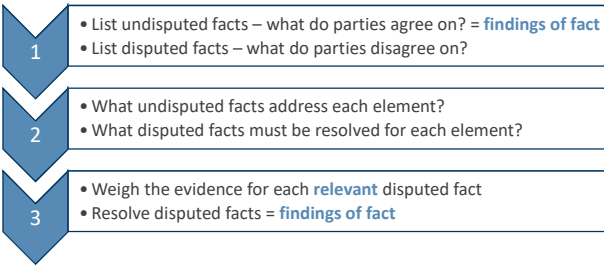 1
• List undisputed facts – what do parties agree on? = findings of fact
• List disputed facts – what do parties disagree on?
2
• What undisputed facts address each element?
• What disputed facts must be resolved for each element?
3
• Weigh the evidence for each relevant disputed fact
• Resolve disputed facts = findings of fact